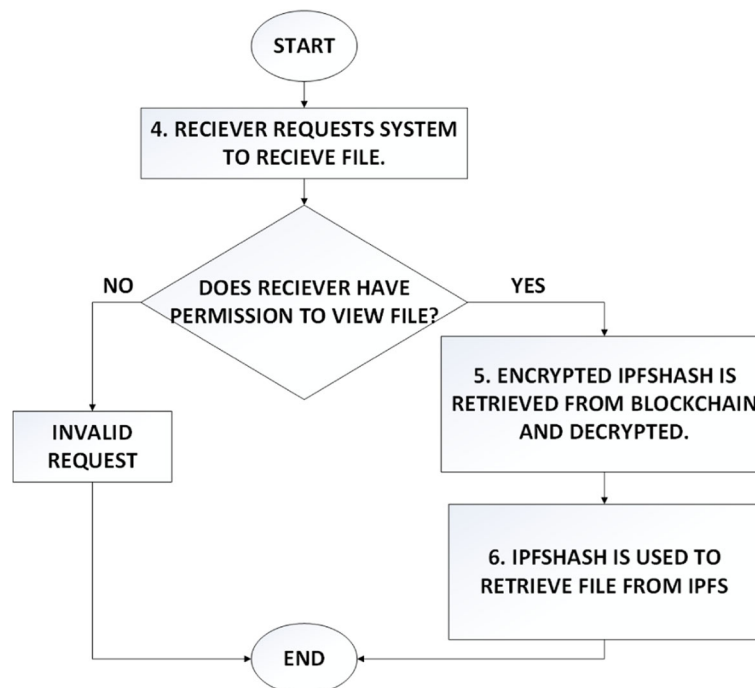 START
4. RECIEVER REQUESTS SYSTEM
TO RECIEVE FILE.
NO
YES
DOES RECIEVER HAVE
PERMISSION TO VIEW FILE?
5. ENCRYPTED IPFSHASH IS
RETRIEVED FROM BLOCKCHAIN
AND DECRYPTED.
INVALID
REQUEST
6. IPFSHASH IS USED TO
RETRIEVE FILE FROM IPFS
END